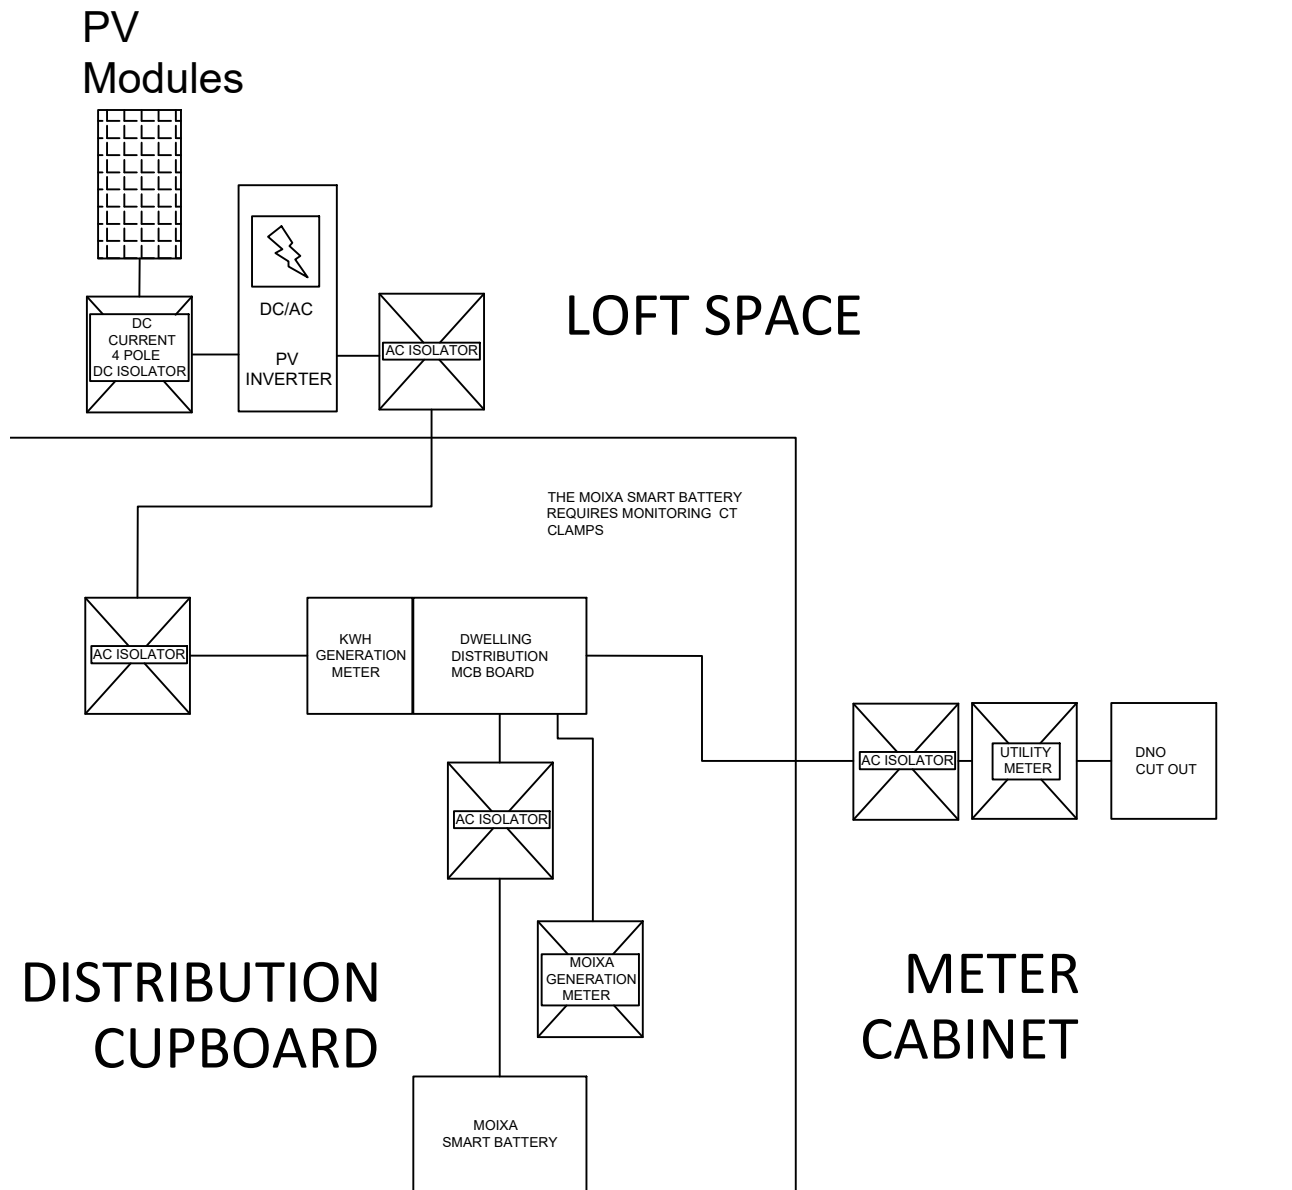 PV
Modules
DC/AC
PV
INVERTER
DC
CURRENT
4 POLE
DC ISOLATOR
AC ISOLATOR
LOFT SPACE
THE MOIXA SMART BATTERY
REQUIRES MONITORING CT
CLAMPS
AC ISOLATOR
KWH
GENERATION
METER
DWELLING
DISTRIBUTION
MCB BOARD
AC ISOLATOR
UTILITY
METER
DNO
CUT OUT
AC ISOLATOR
MOIXA
GENERATION
METER
DISTRIBUTION
CUPBOARD
METER
CABINET
MOIXA
SMART BATTERY